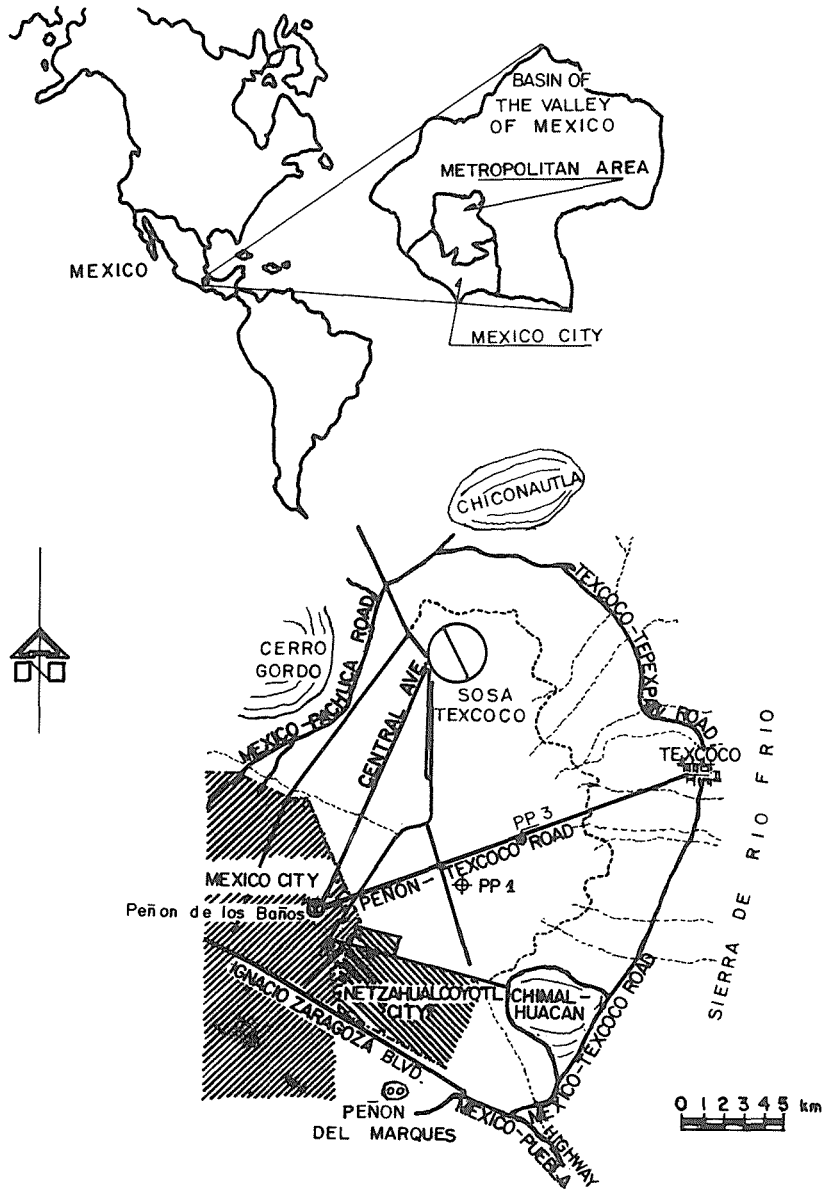 BASIN OF
THE VALLEY
OF MEXICO
METROPOLITAN AREA
MEXICO
MEXICO CITY
CHICONAUTLA
TEXCOCO-TEPEXPAN ROAD
CERRO
GORDO
MEXICO-PACHUCA ROAD
CENTRAL AVE.
SOSA
TEXCOCO
N
TEXCOCO
SIERRA DE RIO FRIO
PP 3
PEÑON-TEXCOCO ROAD
MEXICO CITY
PP 1
Peñon de los Baños
NETZAHUALCOYOTL
CITY
CHIMAL-
HUACAN
IGNACIO ZARAGOZA BLVD.
MEXICO-TEXCOCO ROAD
PEÑON
DEL MARQUES
MEXICO-PUEBLA
HIGHWAY
0 1 2 3 4 5 km